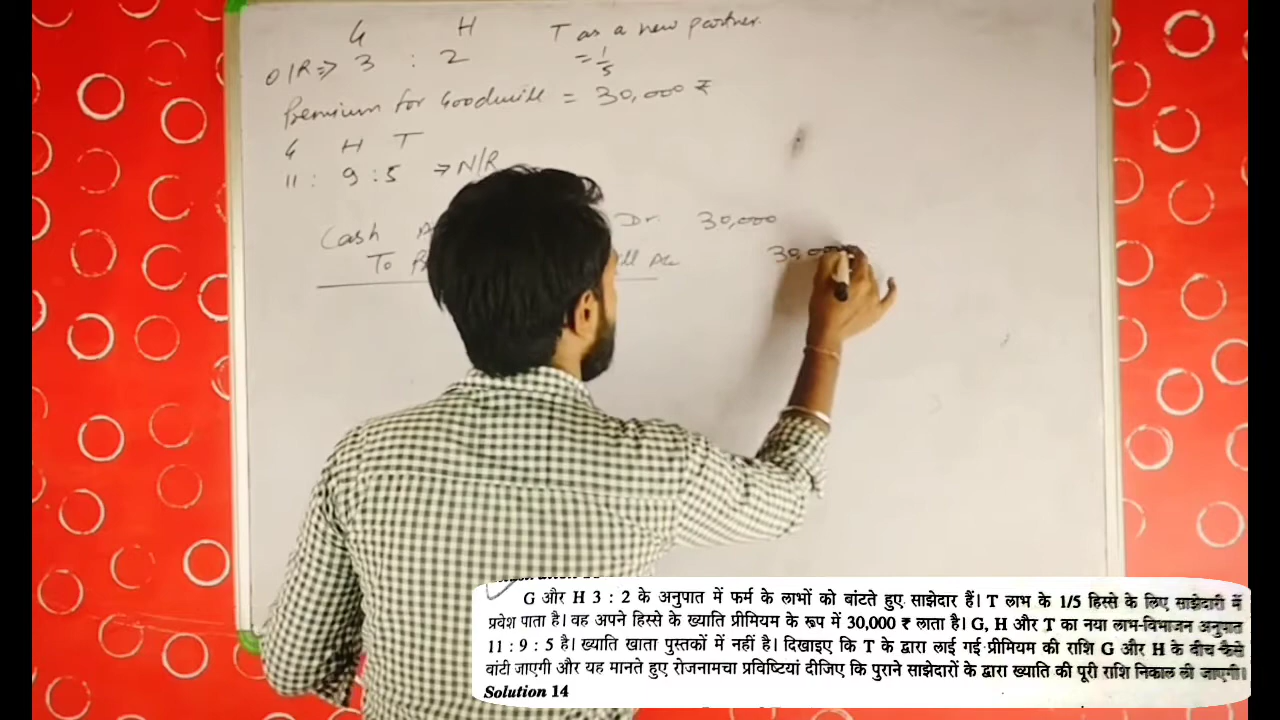 G H T as a new partner.
O/R ⇒ 3 : 2 = 1/5
Premium for Goodwill = 30,000 ₹
G H T
11 : 9 : 5 ⇒ N/R
Cash Dr. 30,000
To A/c 30,000
G और H 3 : 2 के अनुपात में फर्म के लाभों को बांटते हुए साझेदार हैं। T लाभ के 1/5 हिस्से के लिए साझेदारी में
प्रवेश पाता है। वह अपने हिस्से के ख्याति प्रीमियम के रूप में 30,000 ₹ लाता है। G, H और T का नया लाभ-विभाजन अनुपात
11 : 9 : 5 है। ख्याति खाता पुस्तकों में नहीं है। दिखाइए कि T के द्वारा लाई गई प्रीमियम की राशि G और H के बीच कैसे
बांटी जाएगी और यह मानते हुए रोजनामचा प्रविष्टियां दीजिए कि पुराने साझेदारों के द्वारा ख्याति की पूरी राशि निकाल ली जाएगी।
Solution 14